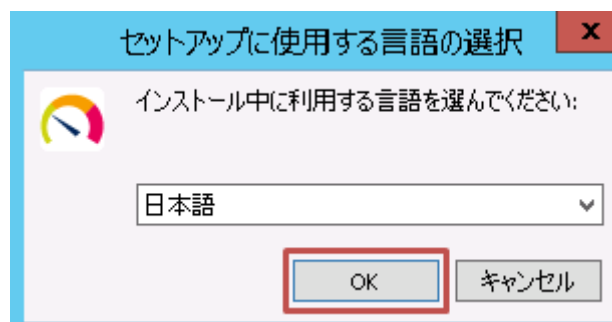 セットアップに使用する言語の選択
x
インストール中に利用する言語を選んでください:
日本語
OK
キャンセル